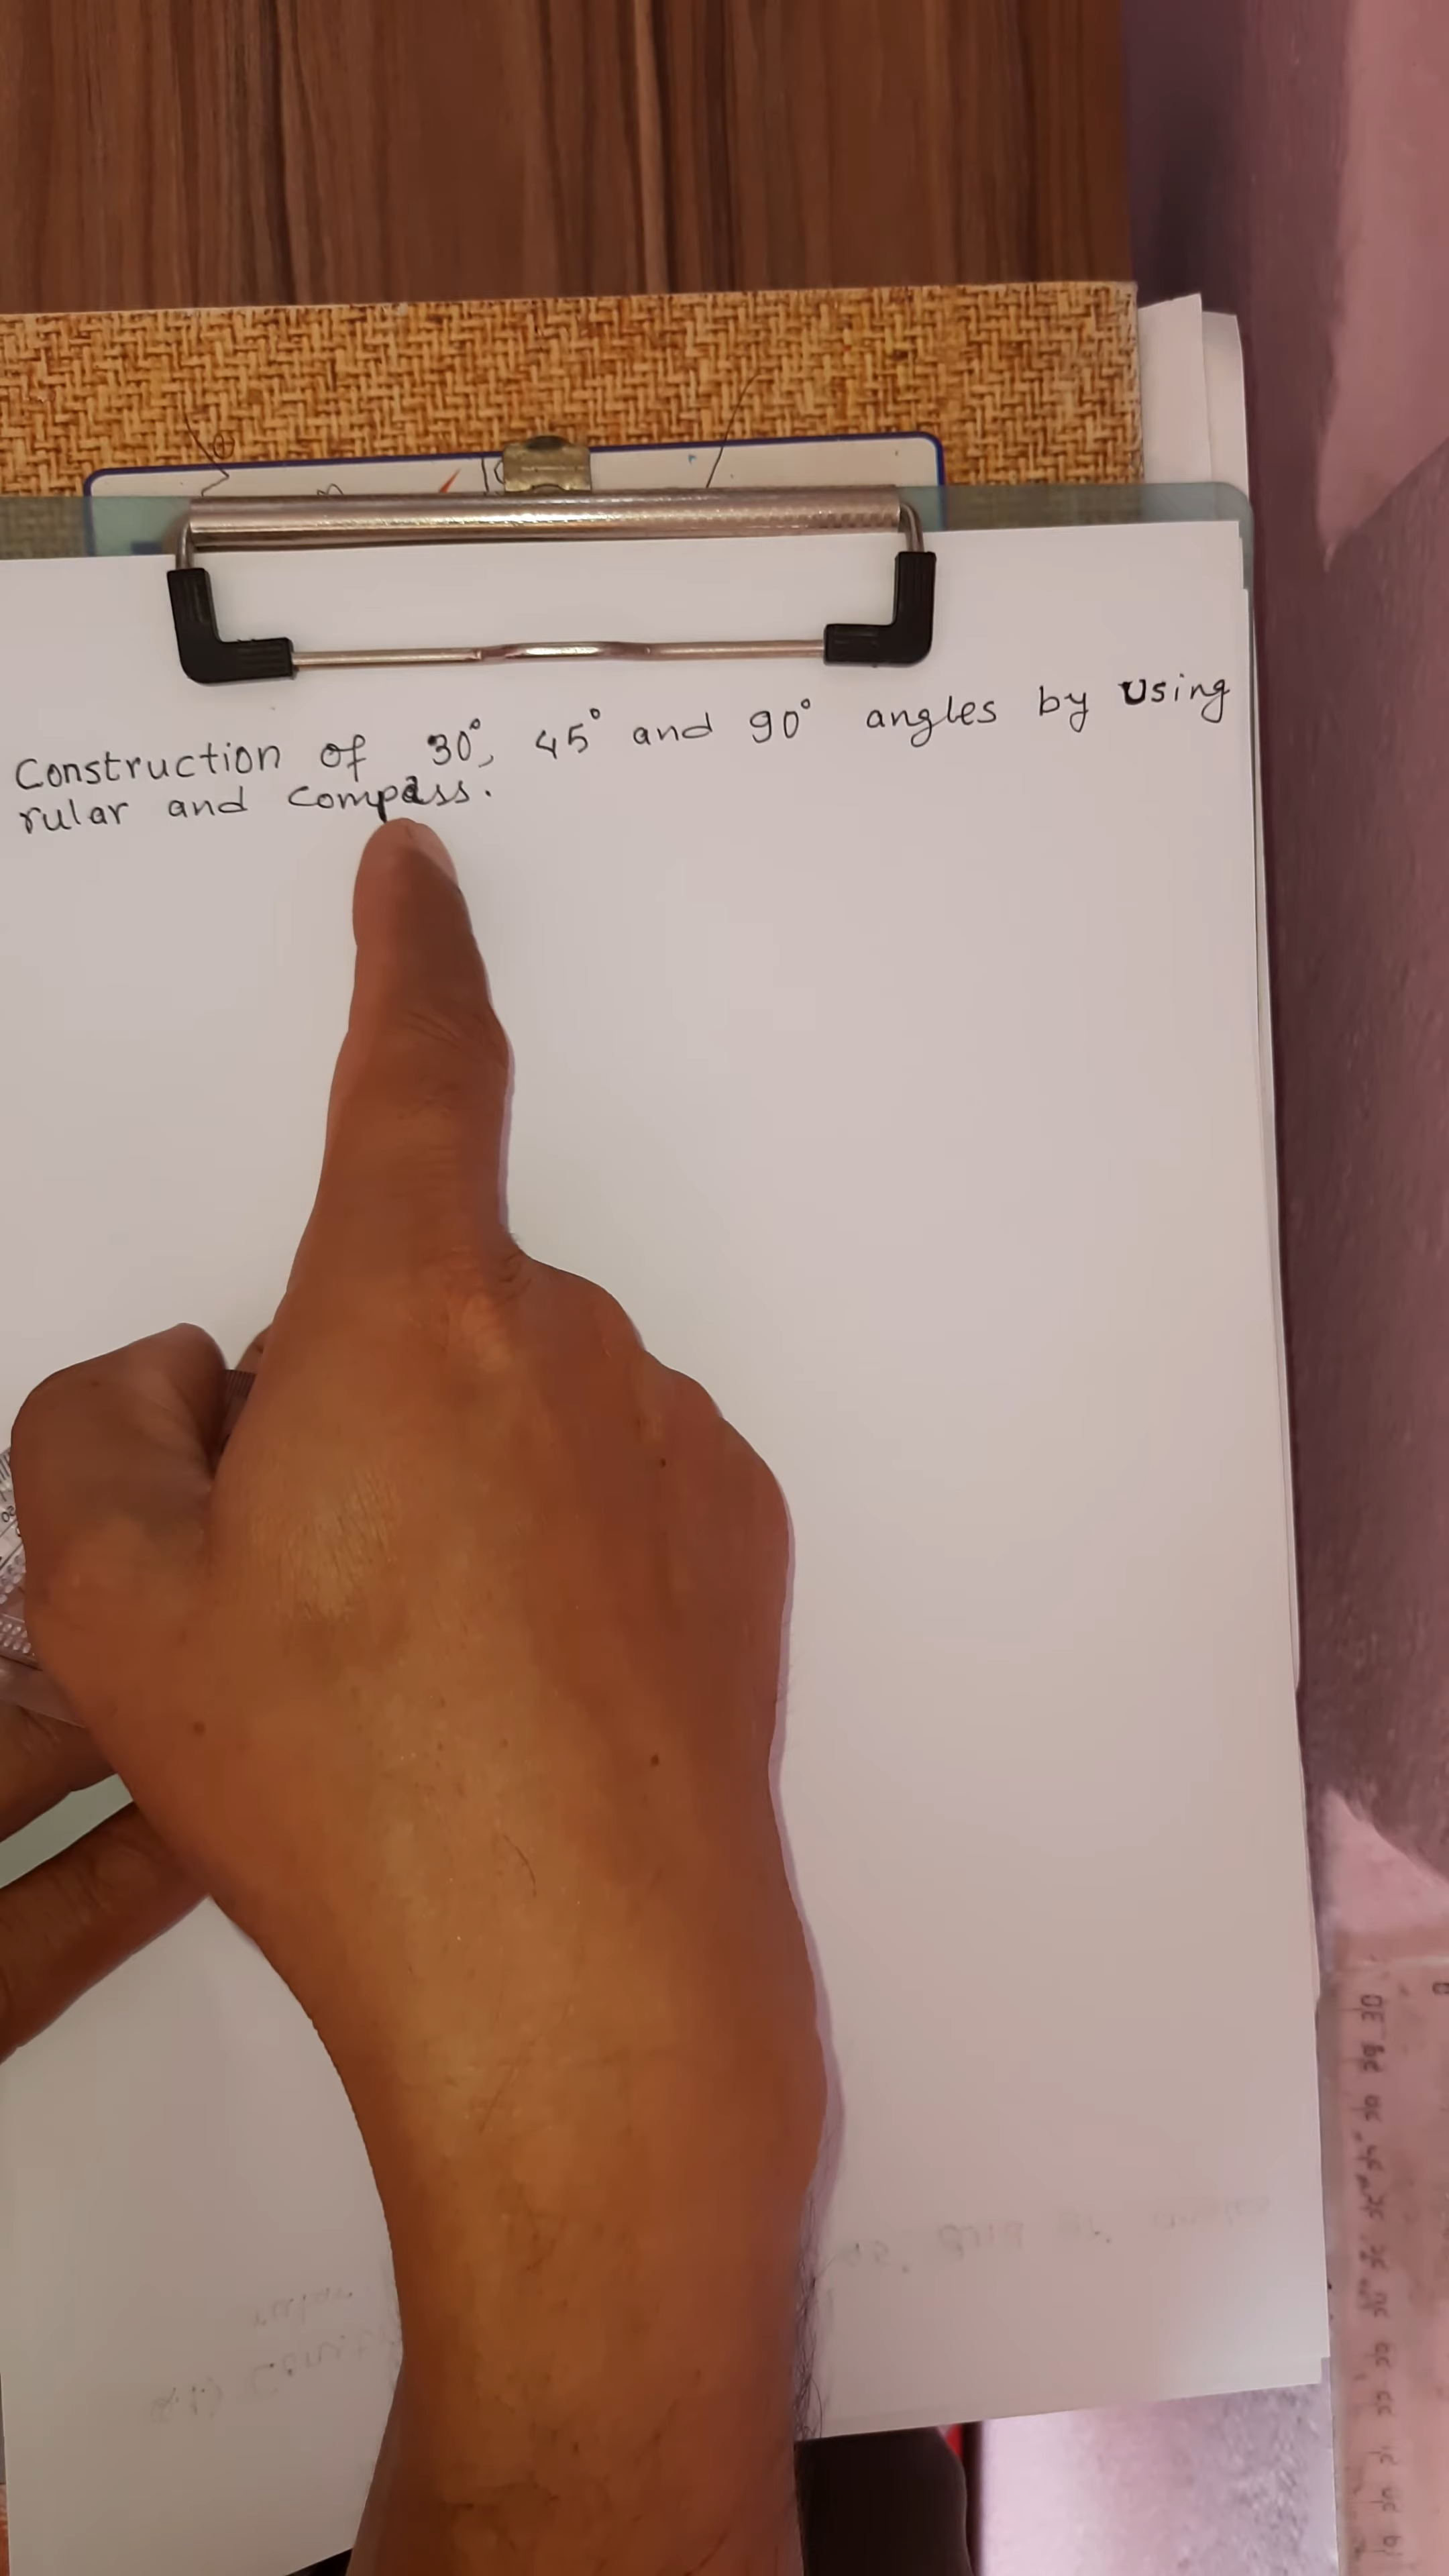 Construction of 30°, 45° and 90° angles by using
rular and compass.